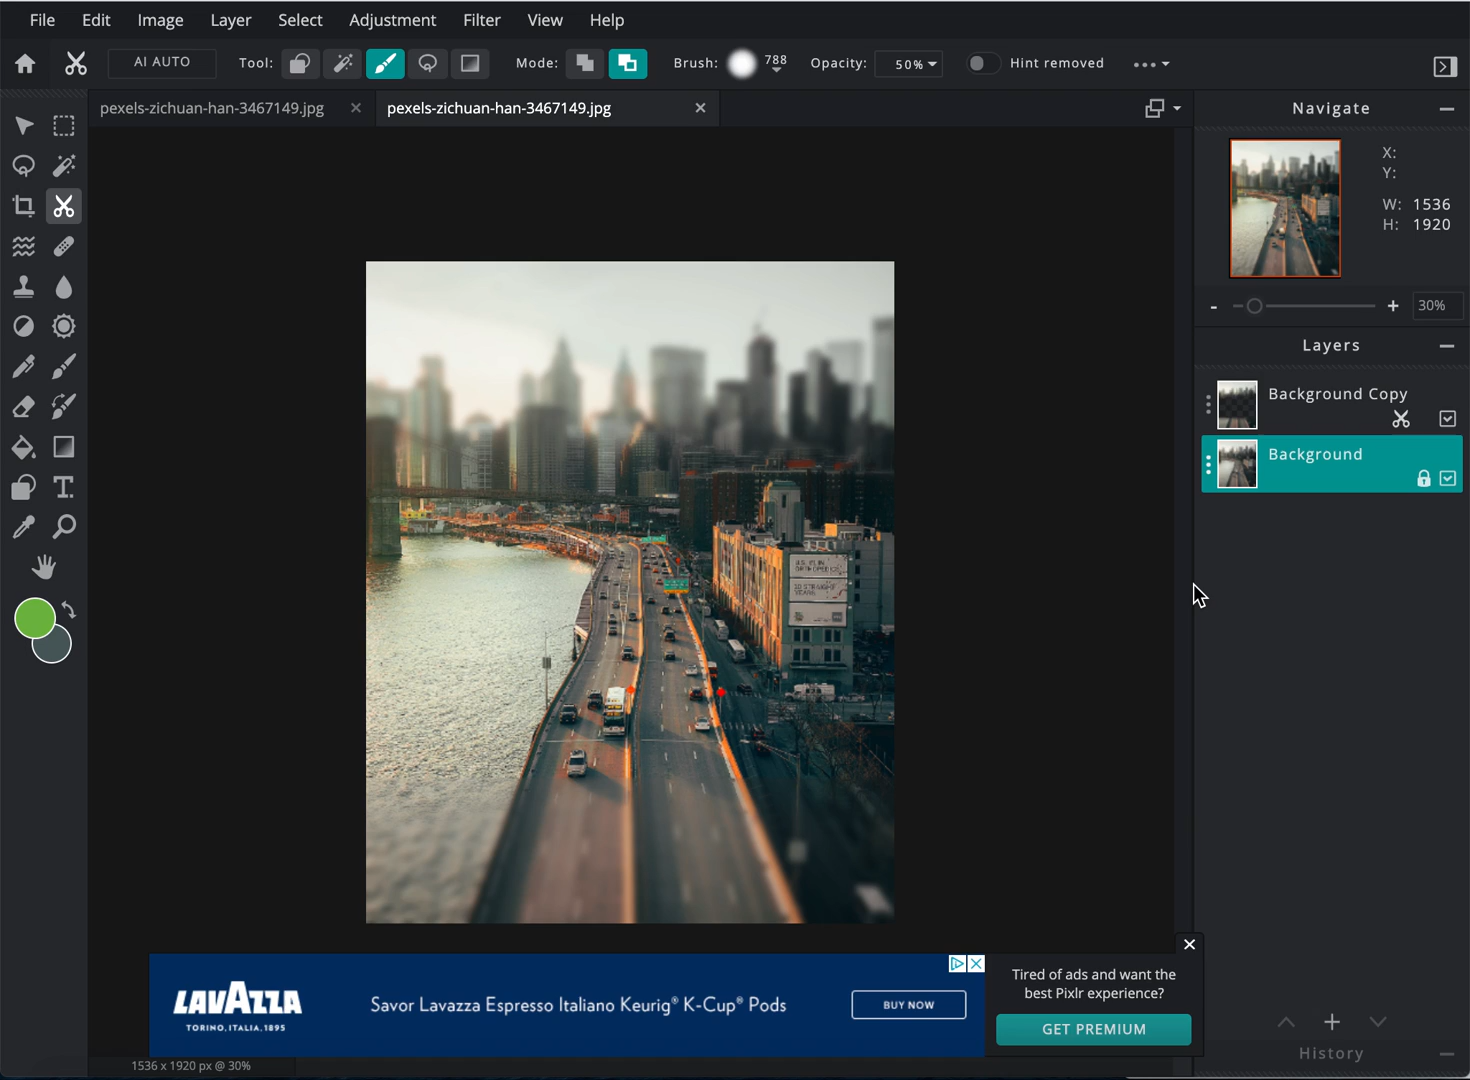 File Edit Image Layer Select Adjustment Filter View Help
AI AUTO Tool: Mode: Brush: 788 Opacity: 50% Hint removed
pexels-zichuan-han-3467149.jpg pexels-zichuan-han-3467149.jpg
Navigate
X:
Y:
W: 1536
H: 1920
- + 30%
Layers
Background Copy
Background
LAVAZZA
TORINO, ITALIA, 1895
Savor Lavazza Espresso Italiano Keurig® K-Cup® Pods
BUY NOW
Tired of ads and want the
best Pixlr experience?
GET PREMIUM
History
1536 x 1920 px @ 30%